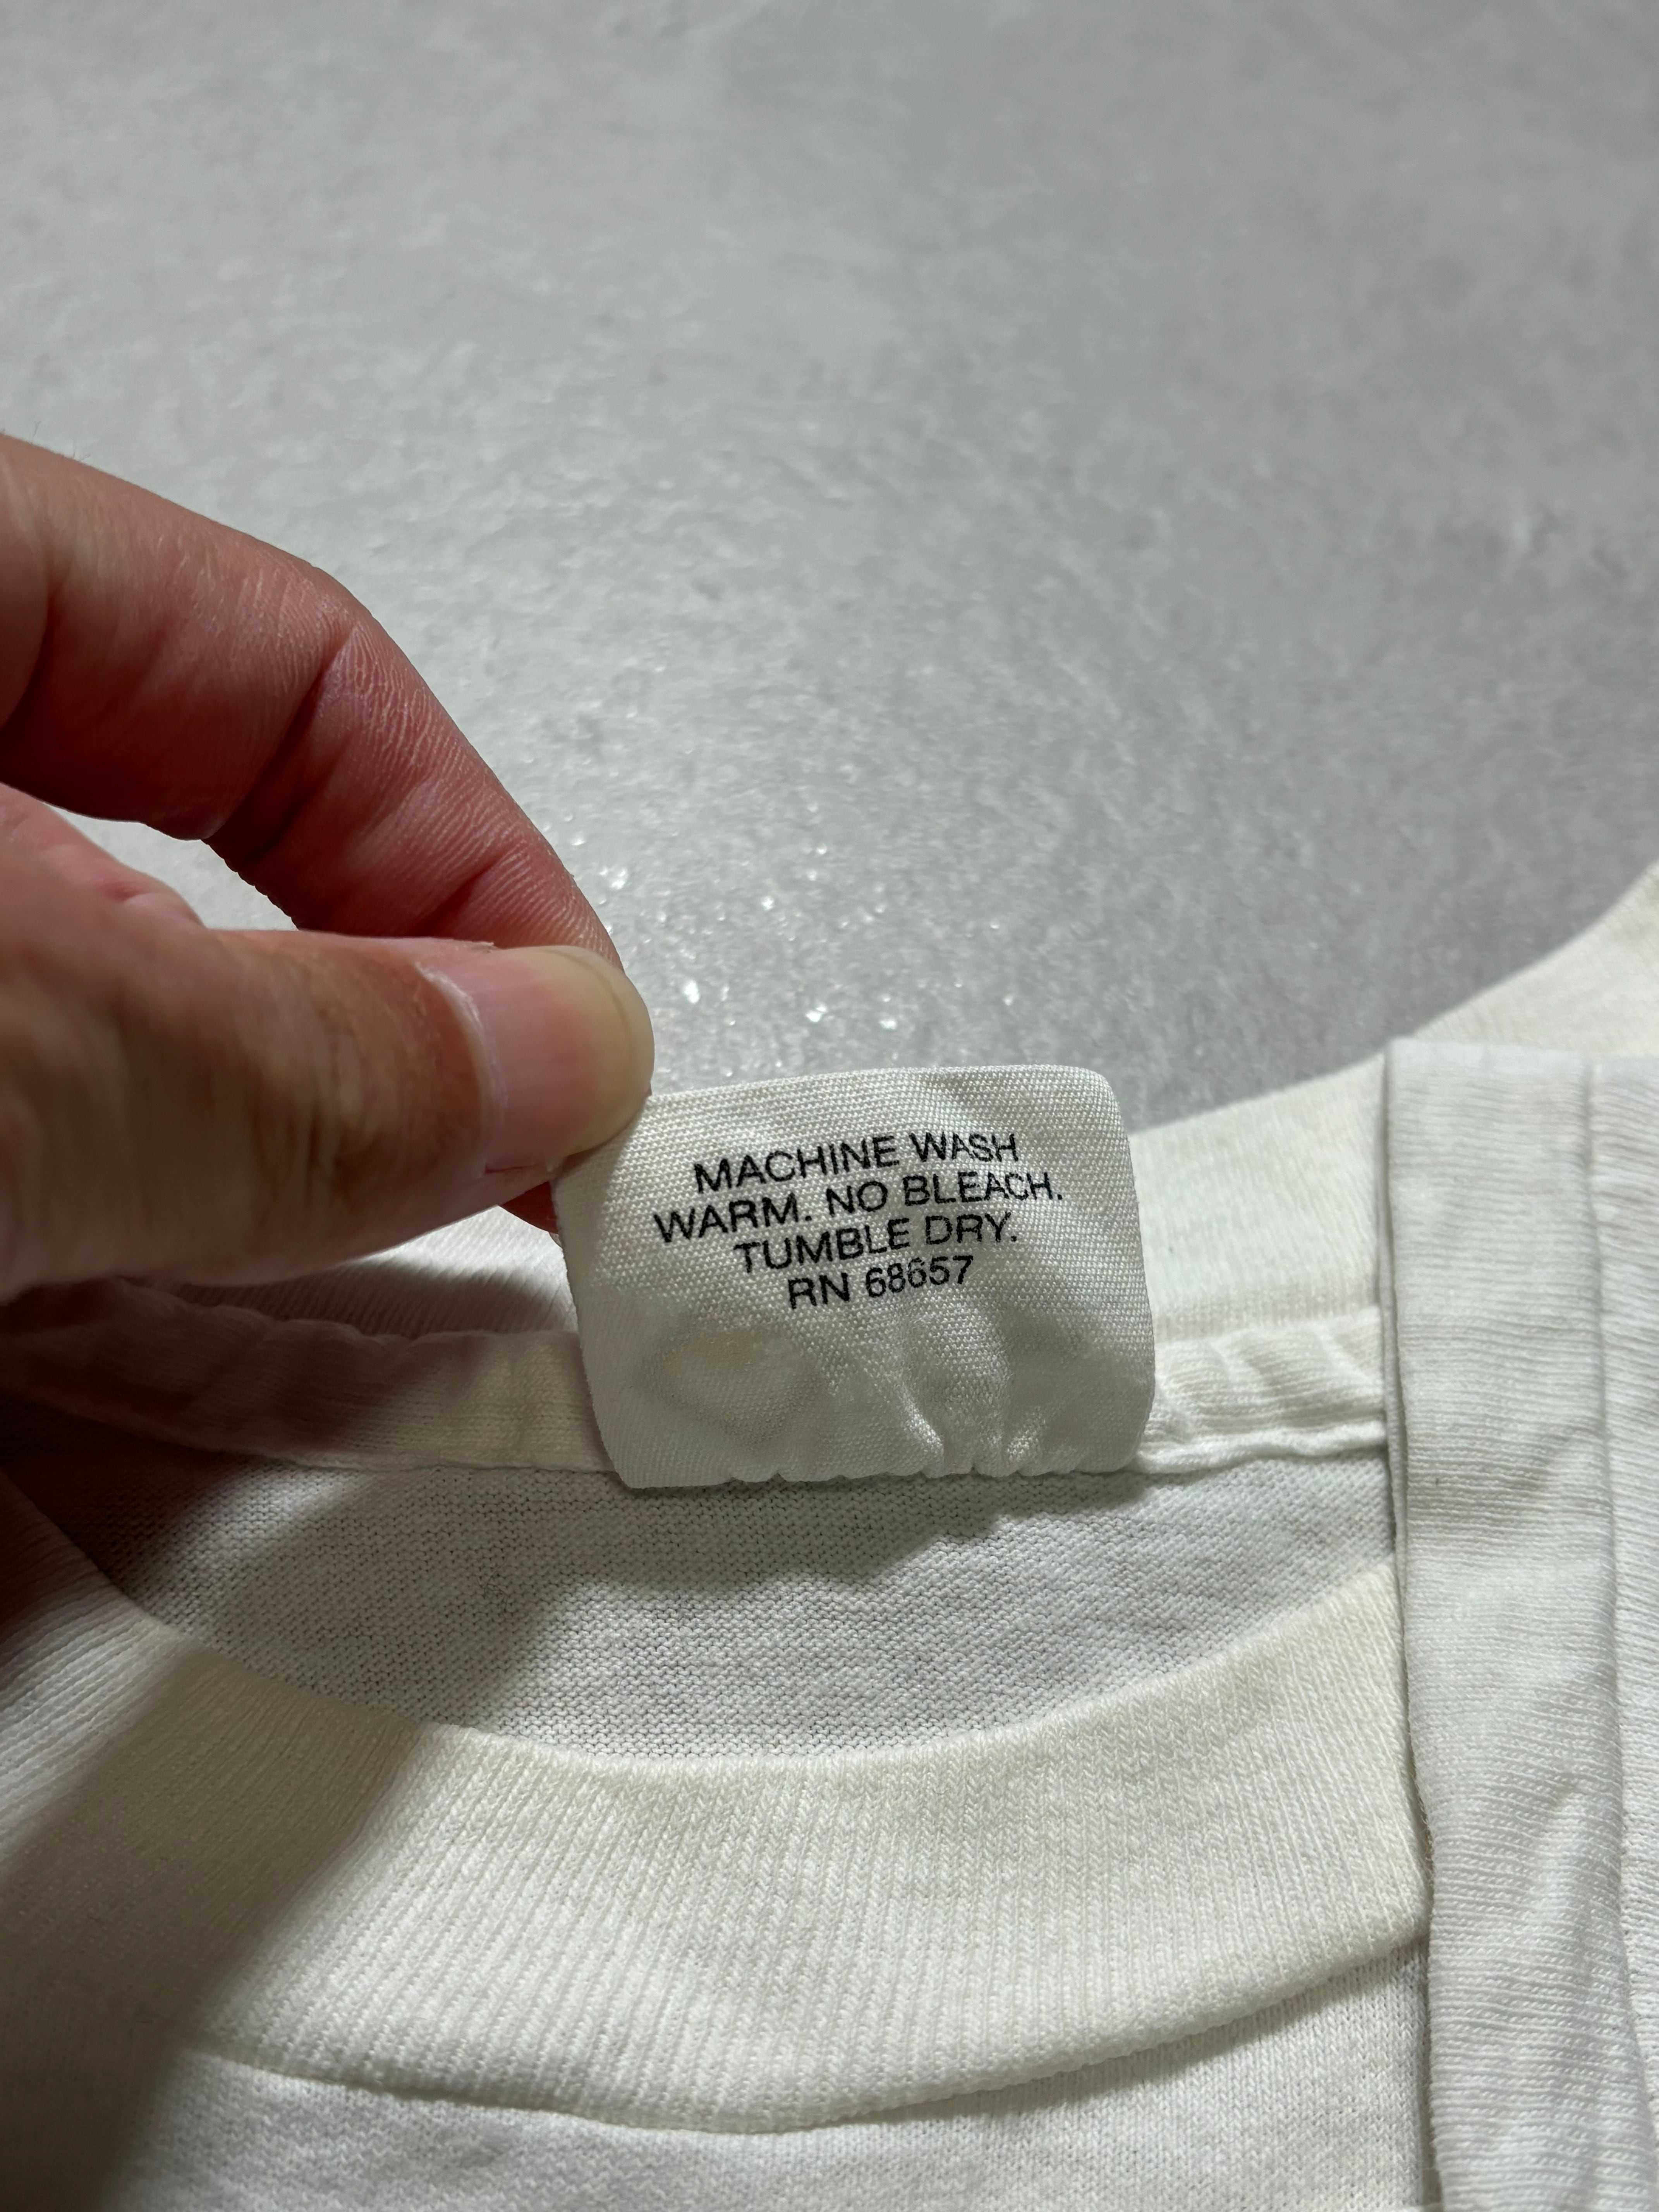 MACHINE WASH
WARM. NO BLEACH.
TUMBLE DRY.
RN 68657